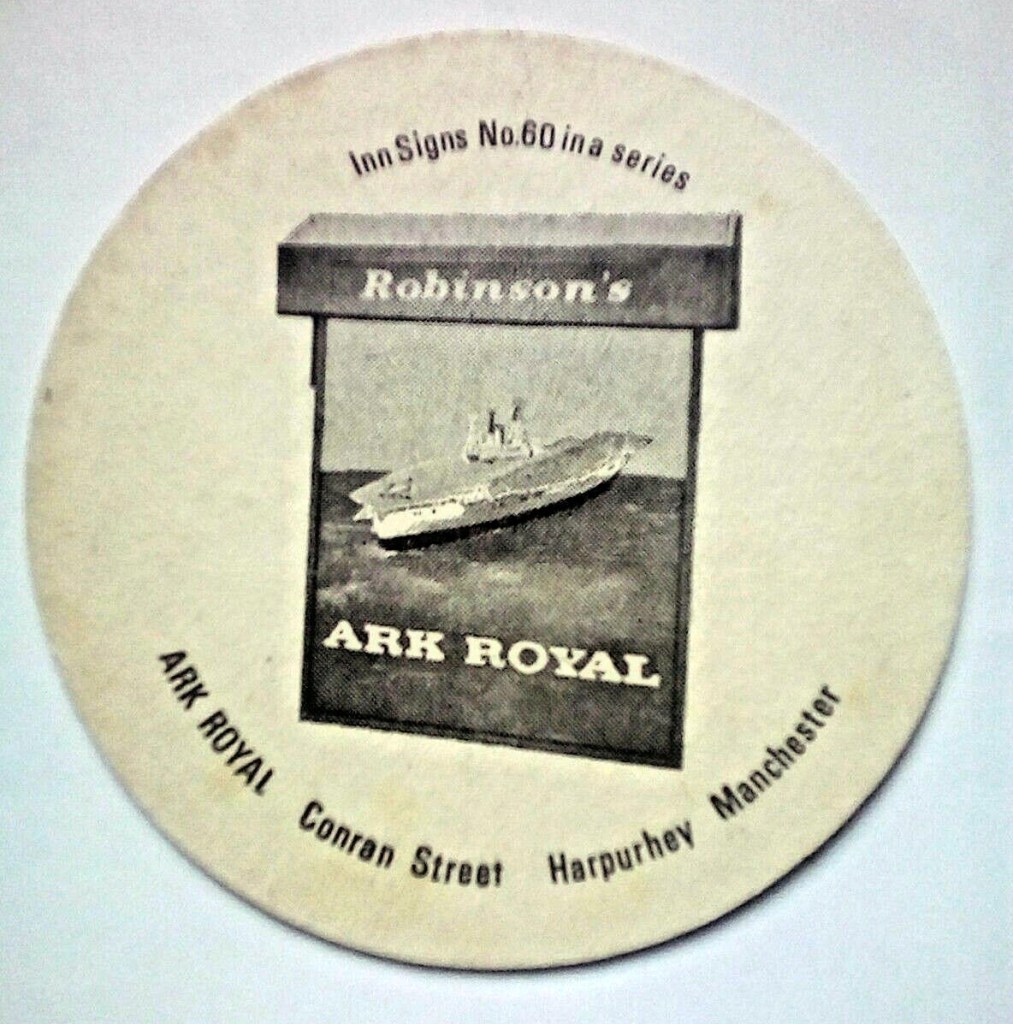 Inn Signs No.60 in a series
Robinson's
ARK ROYAL
ARK ROYAL Conran Street Harpurhey Manchester